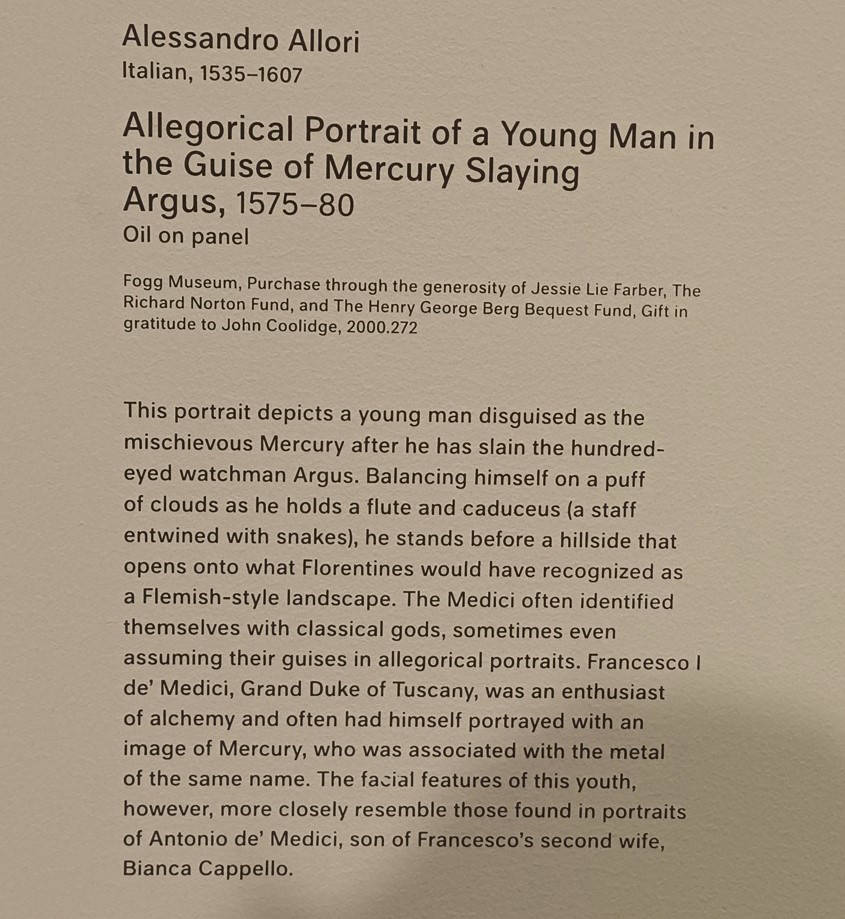 Alessandro Allori
Italian, 1535–1607
Allegorical Portrait of a Young Man in
the Guise of Mercury Slaying
Argus, 1575–80
Oil on panel
Fogg Museum, Purchase through the generosity of Jessie Lie Farber, The
Richard Norton Fund, and The Henry George Berg Bequest Fund, Gift in
gratitude to John Coolidge, 2000.272
This portrait depicts a young man disguised as the
mischievous Mercury after he has slain the hundred-
eyed watchman Argus. Balancing himself on a puff
of clouds as he holds a flute and caduceus (a staff
entwined with snakes), he stands before a hillside that
opens onto what Florentines would have recognized as
a Flemish-style landscape. The Medici often identified
themselves with classical gods, sometimes even
assuming their guises in allegorical portraits. Francesco I
de’ Medici, Grand Duke of Tuscany, was an enthusiast
of alchemy and often had himself portrayed with an
image of Mercury, who was associated with the metal
of the same name. The facial features of this youth,
however, more closely resemble those found in portraits
of Antonio de’ Medici, son of Francesco’s second wife,
Bianca Cappello.